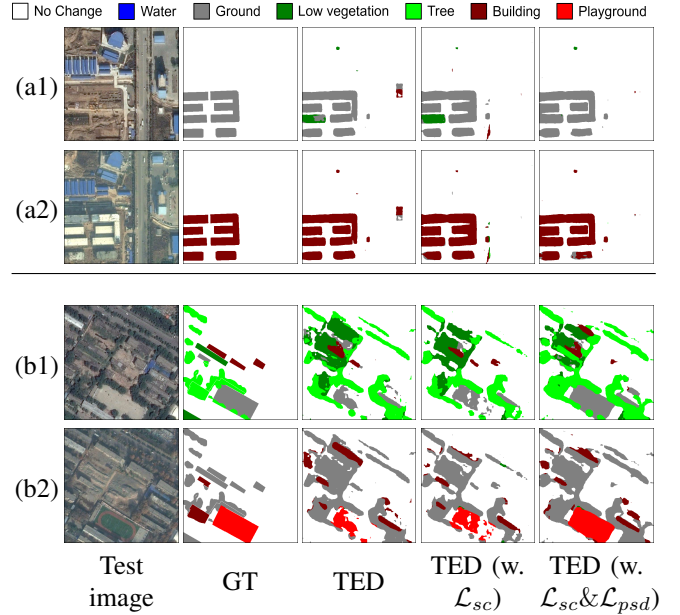 No Change Water Ground Low vegetation Tree Building Playground
(a1)
(a2)
(b1)
(b2)
Test image GT TED TED (w. ℒsc) TED (w. ℒsc&ℒpsd)